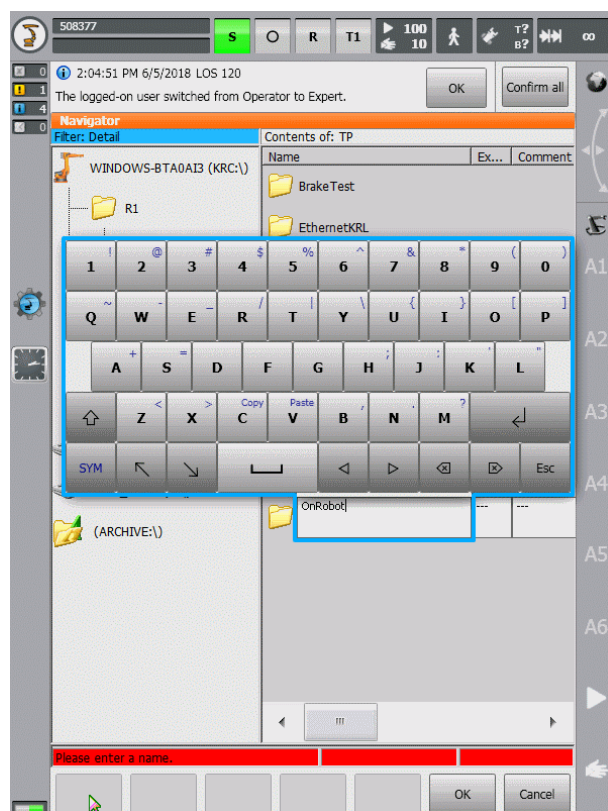 508377
S O R T1 100 10 T? B? ∞
0 2:04:51 PM 6/5/2018 LOS 120
1 The logged-on user switched from Operator to Expert. OK Confirm all
4
0 Navigator
Filter: Detail Contents of: TP
Name Ex... Comment
WINDOWS-BTA0AI3 (KRC:\) BrakeTest
R1
EthernetKRL
! @ # $ % ^ & * ( )
1 2 3 4 5 6 7 8 9 0 A1
~ - _ / | \ { } [ ]
Q W E R T Y U I O P
A2
+ = ; : ' "
A S D F G H J K L
< > Copy Paste , . ?
Z X C V B N M A3
SYM Esc
A4
OnRobot --- ---
(ARCHIVE:\)
A5
A6
Please enter a name.
OK Cancel